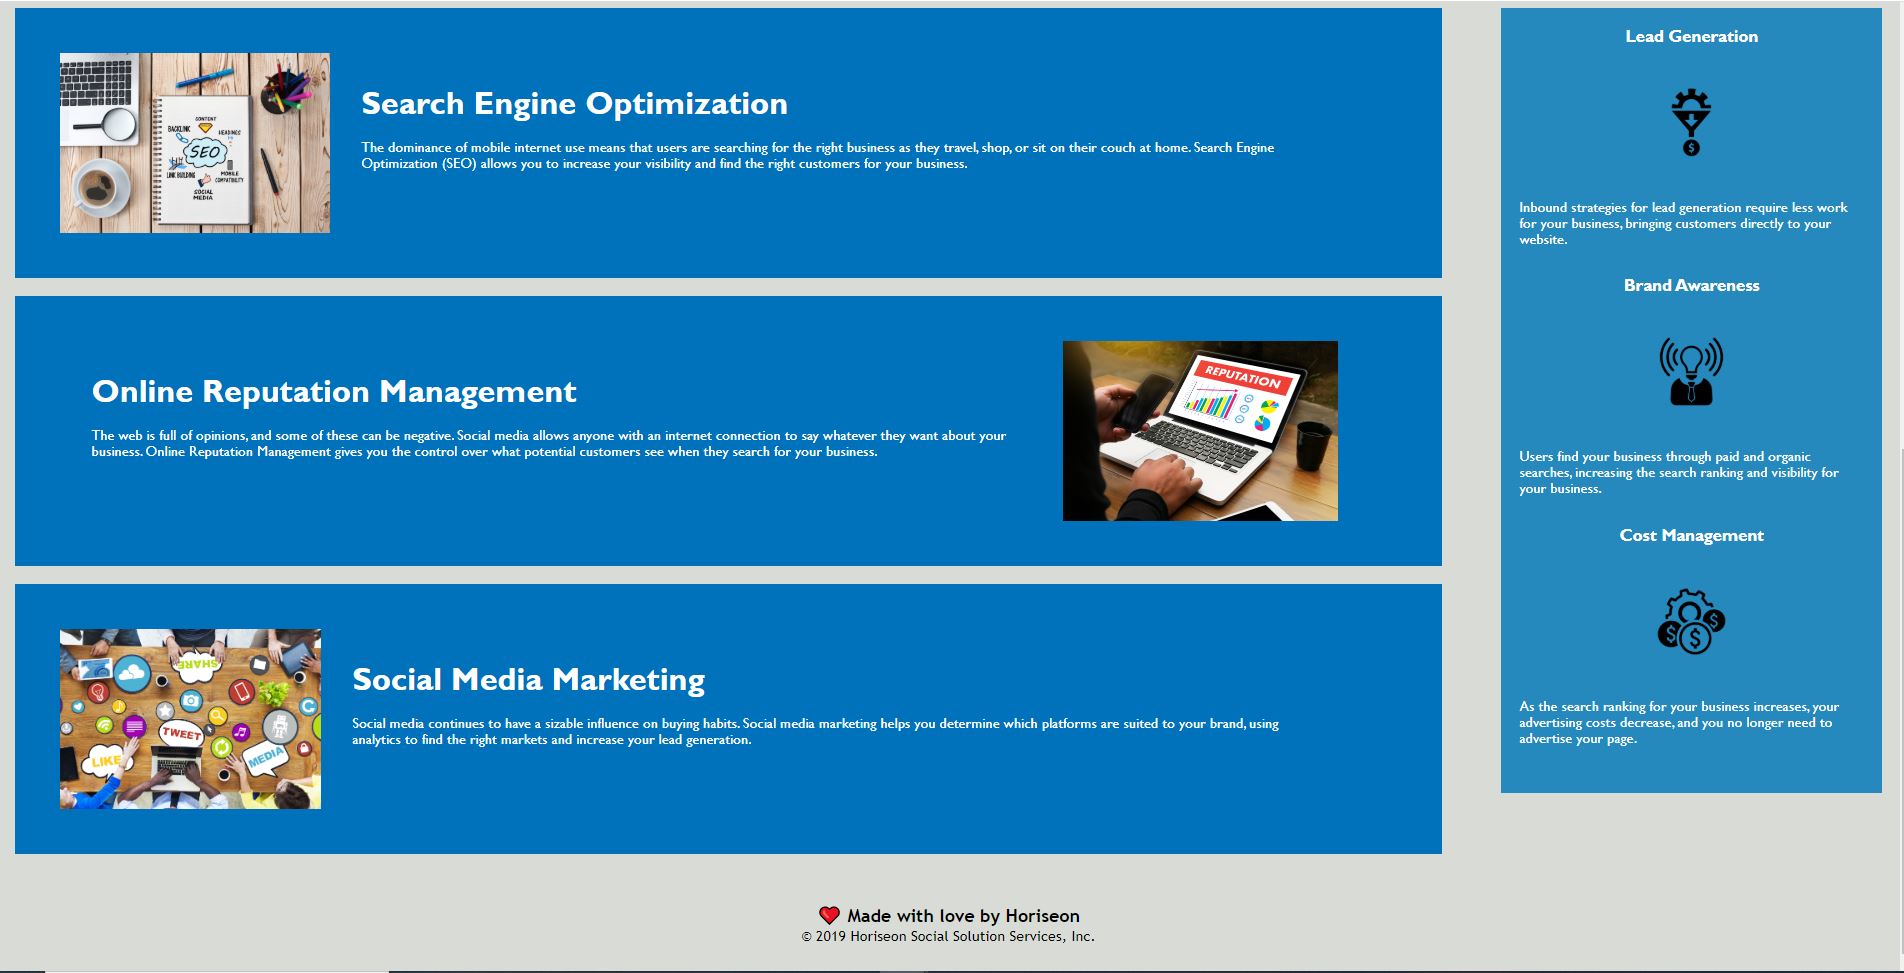 Search Engine Optimization
The dominance of mobile internet use means that users are searching for the right business as they travel, shop, or sit on their couch at home. Search Engine
Optimization (SEO) allows you to increase your visibility and find the right customers for your business.
CONTENT
BACKLINK
HEADINGS
SEO
LINK BUILDING
MOBILE
COMPATIBILITY
SOCIAL
MEDIA
Online Reputation Management
The web is full of opinions, and some of these can be negative. Social media allows anyone with an internet connection to say whatever they want about your
business. Online Reputation Management gives you the control over what potential customers see when they search for your business.
REPUTATION
Social Media Marketing
Social media continues to have a sizable influence on buying habits. Social media marketing helps you determine which platforms are suited to your brand, using
analytics to find the right markets and increase your lead generation.
SHARE
TWEET
LIKE
MEDIA
Lead Generation
$
Inbound strategies for lead generation require less work
for your business, bringing customers directly to your
website.
Brand Awareness
Users find your business through paid and organic
searches, increasing the search ranking and visibility for
your business.
Cost Management
$ $ $
As the search ranking for your business increases, your
advertising costs decrease, and you no longer need to
advertise your page.
❤️ Made with love by Horiseon
© 2019 Horiseon Social Solution Services, Inc.